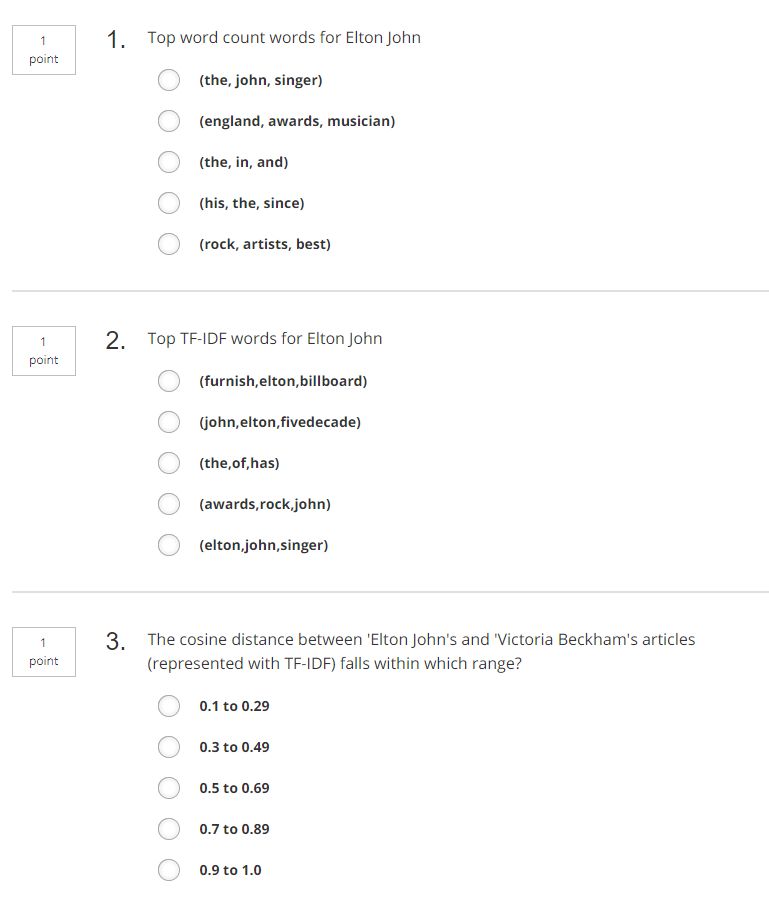 1
point
1. Top word count words for Elton John
(the, john, singer)
(england, awards, musician)
(the, in, and)
(his, the, since)
(rock, artists, best)
1
point
2. Top TF-IDF words for Elton John
(furnish,elton,billboard)
(john,elton,fivedecade)
(the,of,has)
(awards,rock,john)
(elton,john,singer)
1
point
3. The cosine distance between 'Elton John's and 'Victoria Beckham's articles
(represented with TF-IDF) falls within which range?
0.1 to 0.29
0.3 to 0.49
0.5 to 0.69
0.7 to 0.89
0.9 to 1.0